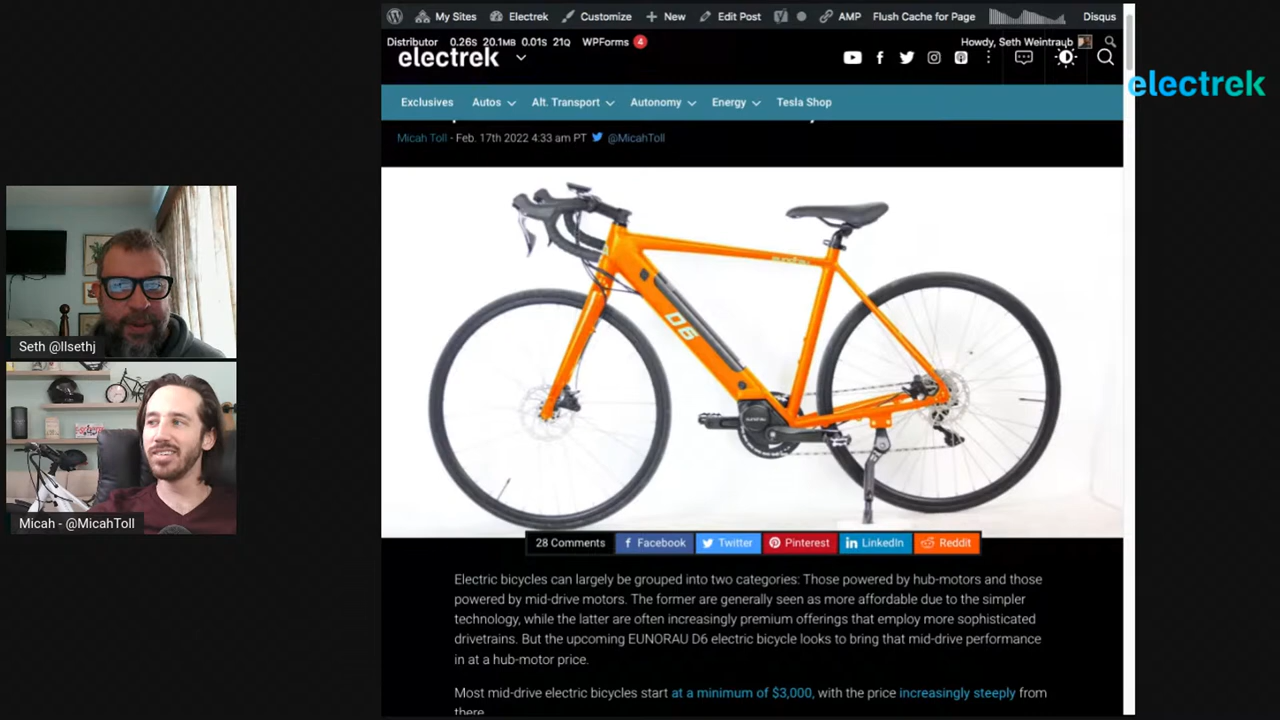 My Sites Electrek Customize New Edit Post AMP Flush Cache for Page Disqus
Distributor 0.26S 20.1MB 0.01S 21Q WPForms 4 Howdy, Seth Weintraub
electrek
electrek
Exclusives Autos Alt. Transport Autonomy Energy Tesla Shop
Micah Toll - Feb. 17th 2022 4:33 am PT @MicahToll
D6
Seth @llsethj
Micah - @MicahToll
28 Comments Facebook Twitter Pinterest LinkedIn Reddit
Electric bicycles can largely be grouped into two categories: Those powered by hub-motors and those
powered by mid-drive motors. The former are generally seen as more affordable due to the simpler
technology, while the latter are often increasingly premium offerings that employ more sophisticated
drivetrains. But the upcoming EUNORAU D6 electric bicycle looks to bring that mid-drive performance
in at a hub-motor price.
Most mid-drive electric bicycles start at a minimum of $3,000, with the price increasingly steeply from
there.